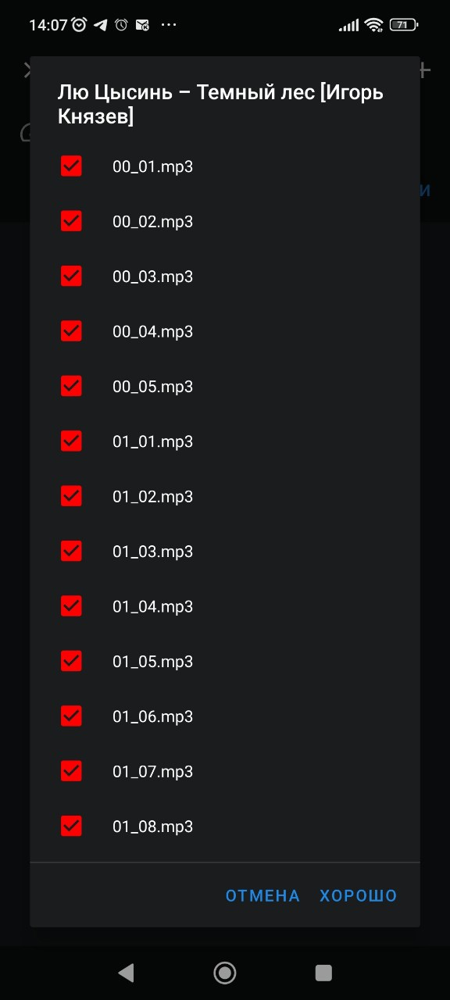 14:07
71
Лю Цысинь – Темный лес [Игорь
Князев]
00_01.mp3
00_02.mp3
00_03.mp3
00_04.mp3
00_05.mp3
01_01.mp3
01_02.mp3
01_03.mp3
01_04.mp3
01_05.mp3
01_06.mp3
01_07.mp3
01_08.mp3
ОТМЕНА ХОРОШО